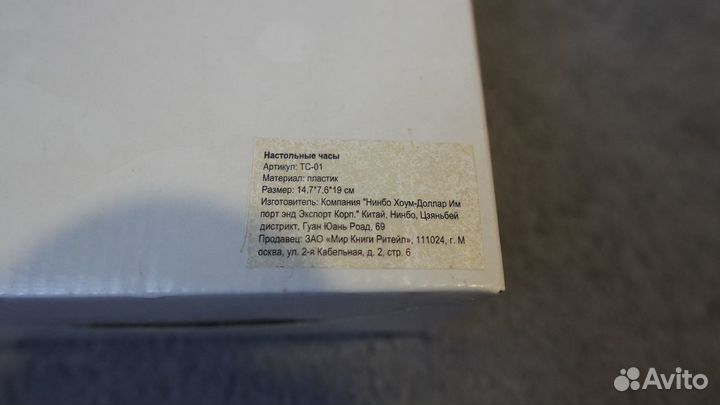 Настольные часы
Артикул: ТС-01
Материал: пластик
Размер: 14,7*7,6*19 см
Изготовитель: Компания "Нинбо Хоум-Доллар Им
порт энд Экспорт Корп." Китай, Нинбо, Цзяньбей
дистрикт, Гуан Юань Роад, 69
Продавец: ЗАО «Мир Книги Ритейл», 111024, г. М
осква, ул. 2-я Кабельная, д. 2, стр. 6
Avito